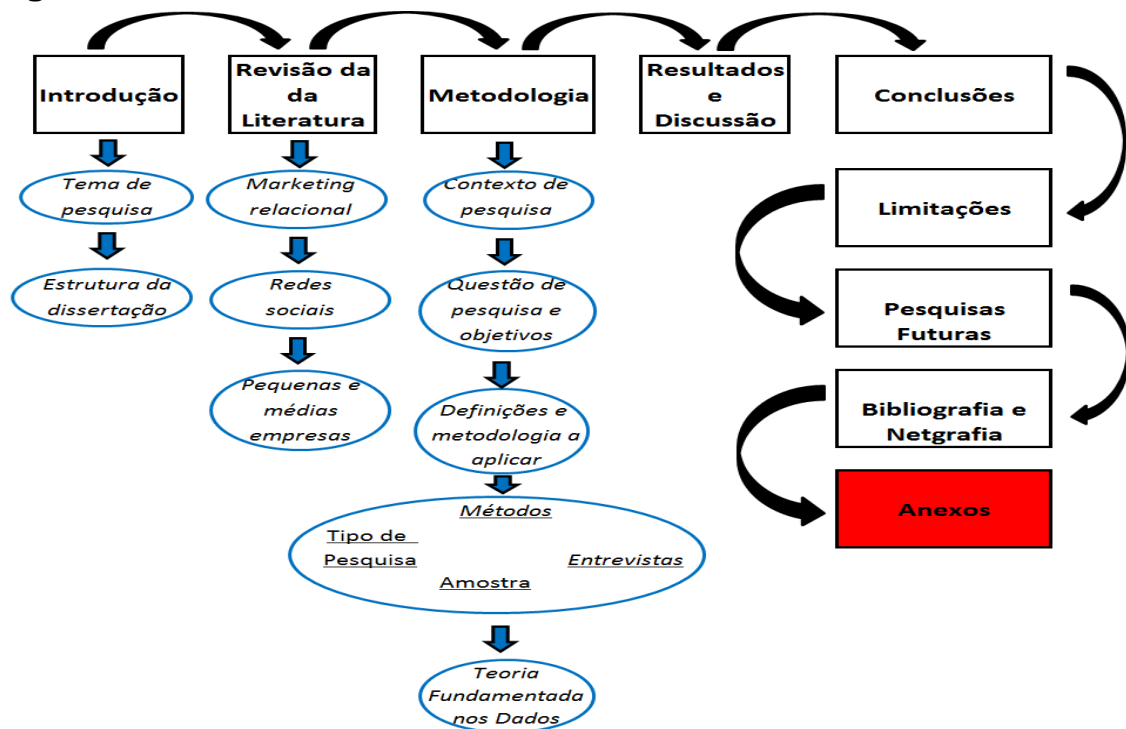 Introdução
Revisão da
da
Literatura
Metodologia
Resultados
e
Discussão
Conclusões
Tema de
pesquisa
Estrutura da
dissertação
Marketing
relacional
Redes
sociais
Pequenas e
médias
empresas
Contexto de
pesquisa
Questão de
pesquisa e
objetivos
Definições e
metodologia a
aplicar
Métodos
Tipo de
Pesquisa
Entrevistas
Amostra
Teoria
Fundamentada
nos Dados
Limitações
Pesquisas
Futuras
Bibliografia e
Netgrafia
Anexos